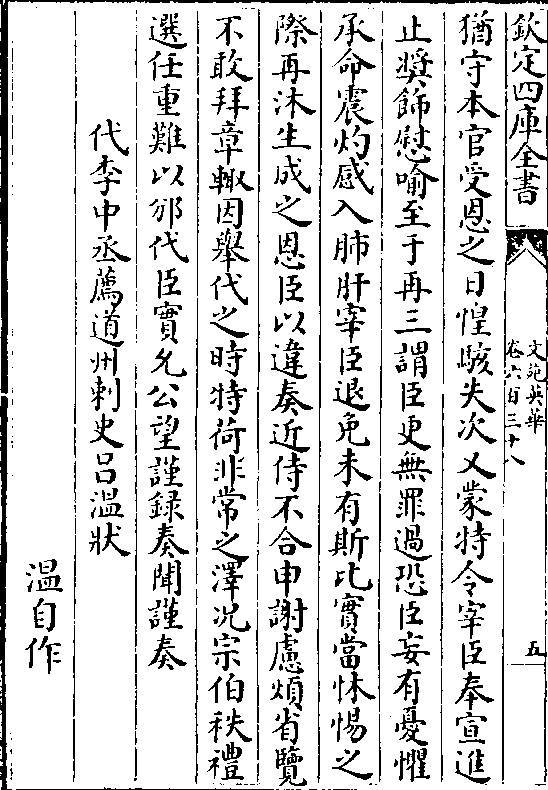 欽定四庫全書
文苑英華
卷六百三十八
五
猶守本官受恩之日惶駭失次又蒙特令宰臣奉宣進
止奬飾慰喻至于再三謂臣更無罪過恐臣妄有憂懼
承命震灼感入肺肝宰臣退免未有斯比實當怵惕之
際再沐生成之恩臣以違奏近侍不合申謝慮煩省覽
不敢拜章輙因舉代之時特荷非常之澤況宗伯秩禮
選任重難以邠代臣實允公望謹録奏聞謹奏
代李中丞薦道州刺史吕溫狀
溫自作